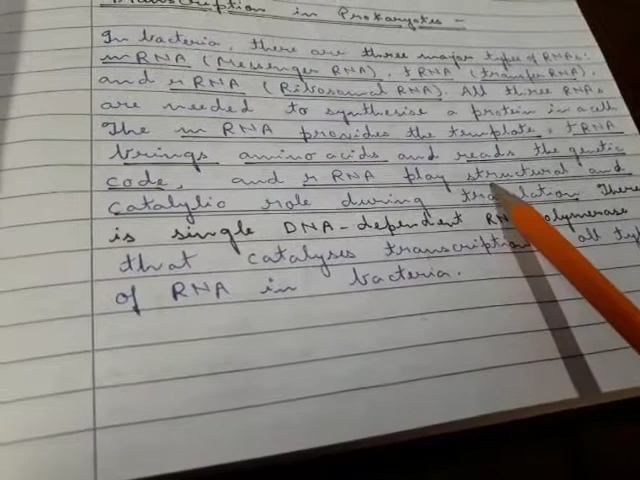 Transcription in Prokaryotes -
In bacteria, there are three major types of RNAs:
mRNA (Messenger RNA), tRNA (transfer RNA),
and rRNA (Ribosomal RNA). All three RNAs
are needed to synthesise a protein in a cell
The mRNA provides the template, tRNA
brings amino acids and reads the genetic
code, and rRNA play structural and
Catalylic role during translation There
is single DNA-dependent RNA polymerase
that catalyses transcription all
of RNA in bacteria.